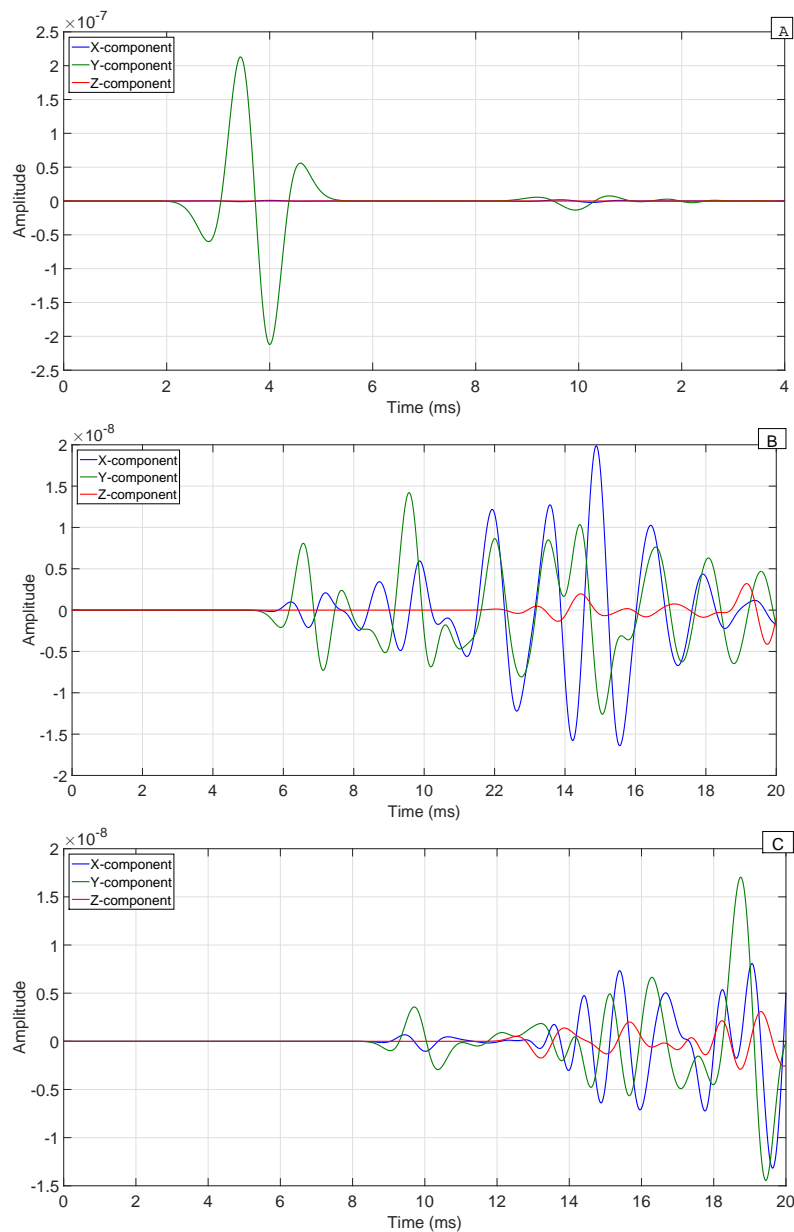 ×10^-7
A
2.5
2
1.5
1
0.5
0
-0.5
-1
-1.5
-2
-2.5
X-component
Y-component
Z-component
Amplitude
0 2 4 6 8 10 2 4
Time (ms)
×10^-8
B
2
1.5
1
0.5
0
-0.5
-1
-1.5
-2
X-component
Y-component
Z-component
Amplitude
0 2 4 6 8 10 22 14 16 18 20
Time (ms)
×10^-8
C
2
1.5
1
0.5
0
-0.5
-1
-1.5
X-component
Y-component
Z-component
Amplitude
0 2 4 6 8 10 12 14 16 18 20
Time (ms)